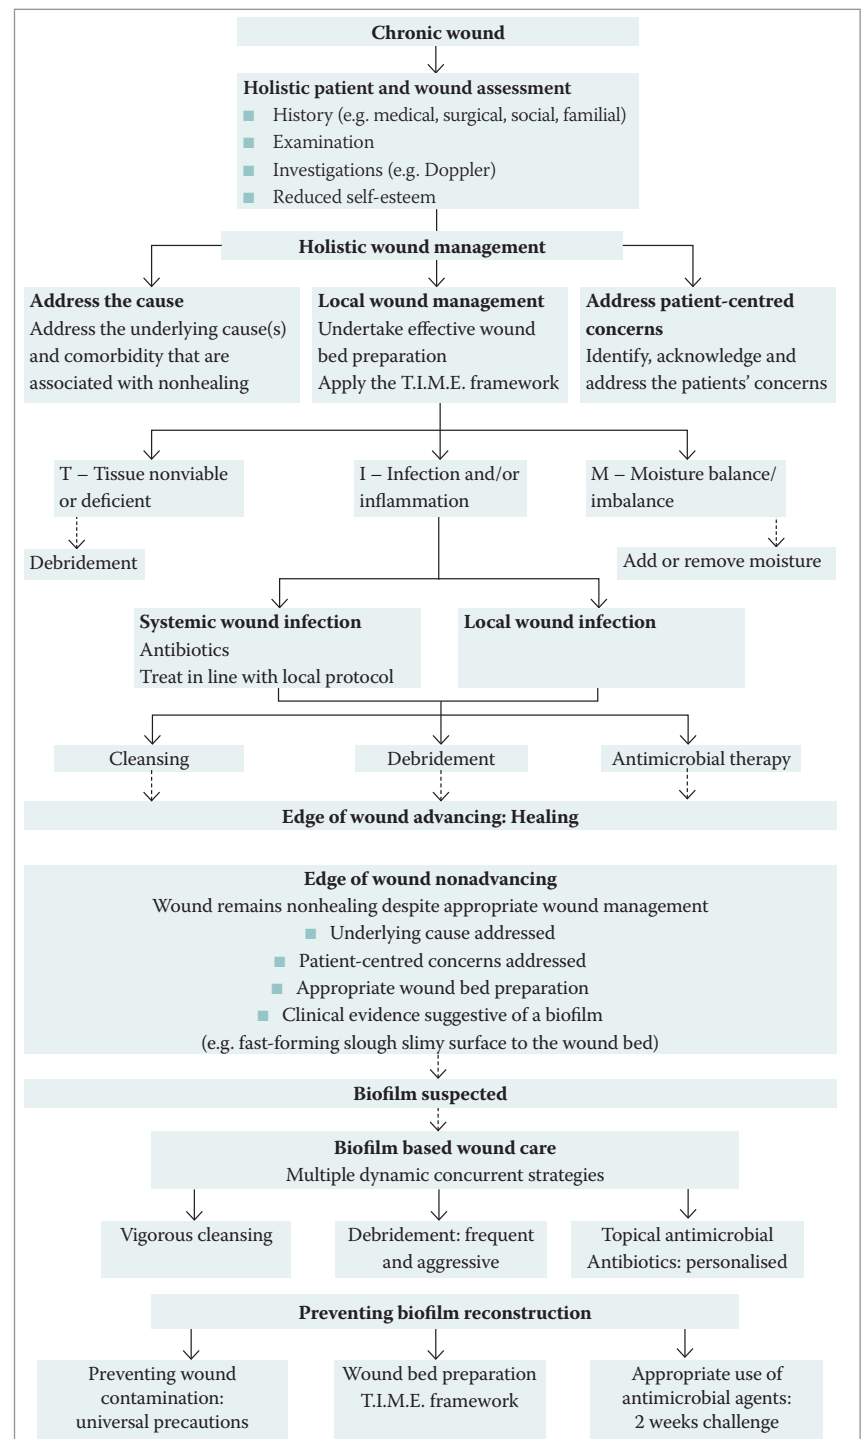 Chronic wound
Holistic patient and wound assessment
■ History (e.g. medical, surgical, social, familial)
■ Examination
■ Investigations (e.g. Doppler)
■ Reduced self-esteem
Holistic wound management
Address the cause
Address the underlying cause(s)
and comorbidity that are
associated with nonhealing
Local wound management
Undertake effective wound
bed preparation
Apply the T.I.M.E. framework
Address patient-centred
concerns
Identify, acknowledge and
address the patients' concerns
T – Tissue nonviable
or deficient
I – Infection and/or
inflammation
M – Moisture balance/
imbalance
Debridement
Add or remove moisture
Systemic wound infection
Antibiotics
Treat in line with local protocol
Local wound infection
Cleansing
Debridement
Antimicrobial therapy
Edge of wound advancing: Healing
Edge of wound nonadvancing
Wound remains nonhealing despite appropriate wound management
■ Underlying cause addressed
■ Patient-centred concerns addressed
■ Appropriate wound bed preparation
■ Clinical evidence suggestive of a biofilm
(e.g. fast-forming slough slimy surface to the wound bed)
Biofilm suspected
Biofilm based wound care
Multiple dynamic concurrent strategies
Vigorous cleansing
Debridement: frequent
and aggressive
Topical antimicrobial
Antibiotics: personalised
Preventing biofilm reconstruction
Preventing wound
contamination:
universal precautions
Wound bed preparation
T.I.M.E. framework
Appropriate use of
antimicrobial agents:
2 weeks challenge